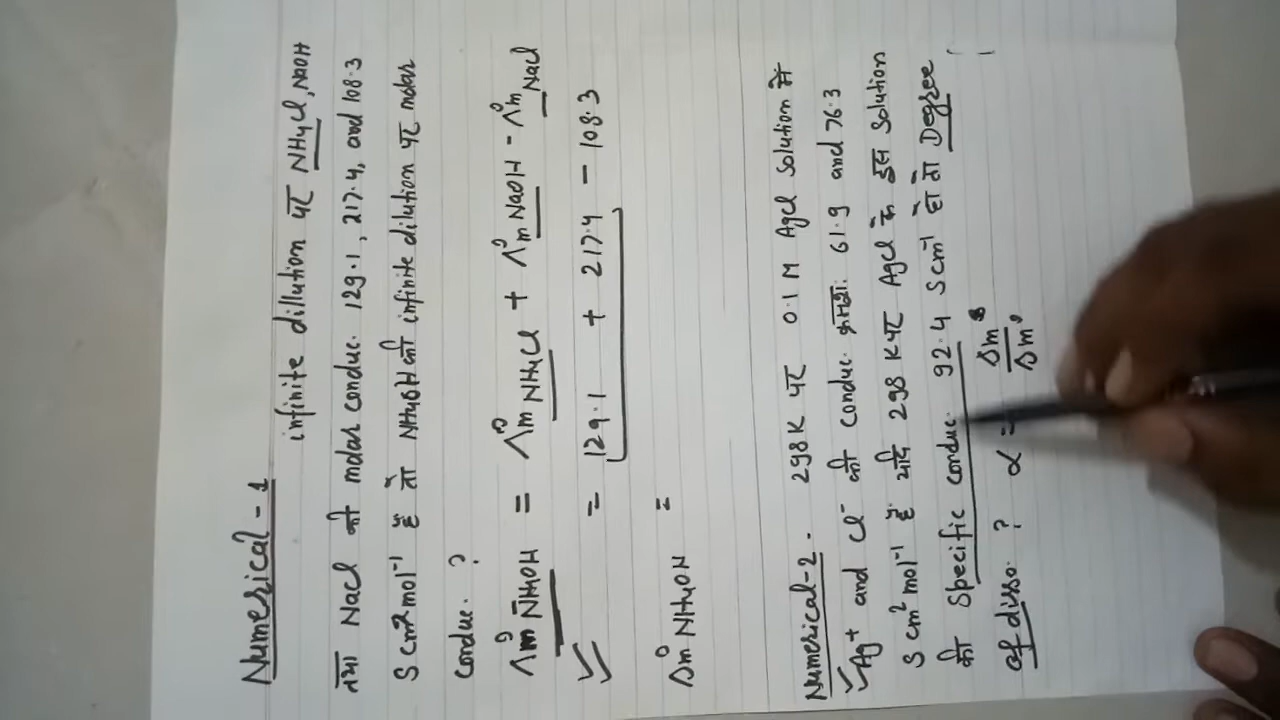 Numerical-1
infinite dillution पर NH4Cl, NaOH
तथा NaCl की molar conduc. 129.1, 217.4, and 108.3
S cm² mol⁻¹ है तो NH4OH की infinite dilution पर molar
conduc. ?
Λ°m NH4OH = Λ°m NH4Cl + Λ°m NaOH - Λ°m NaCl
= 129.1 + 217.4 - 108.3
Λ°m NH4OH =
Numerical-2. 298K पर 0.1 M AgCl Solution में
Ag+ and Cl⁻ की conduc. क्रमशः 61.9 and 76.3
S cm² mol⁻¹ है यदि 298 K पर AgCl के इस Solution
की Specific conduc. 92.4 S cm⁻¹ हो तो Degree
of disso. ? α = Λm / Λm°